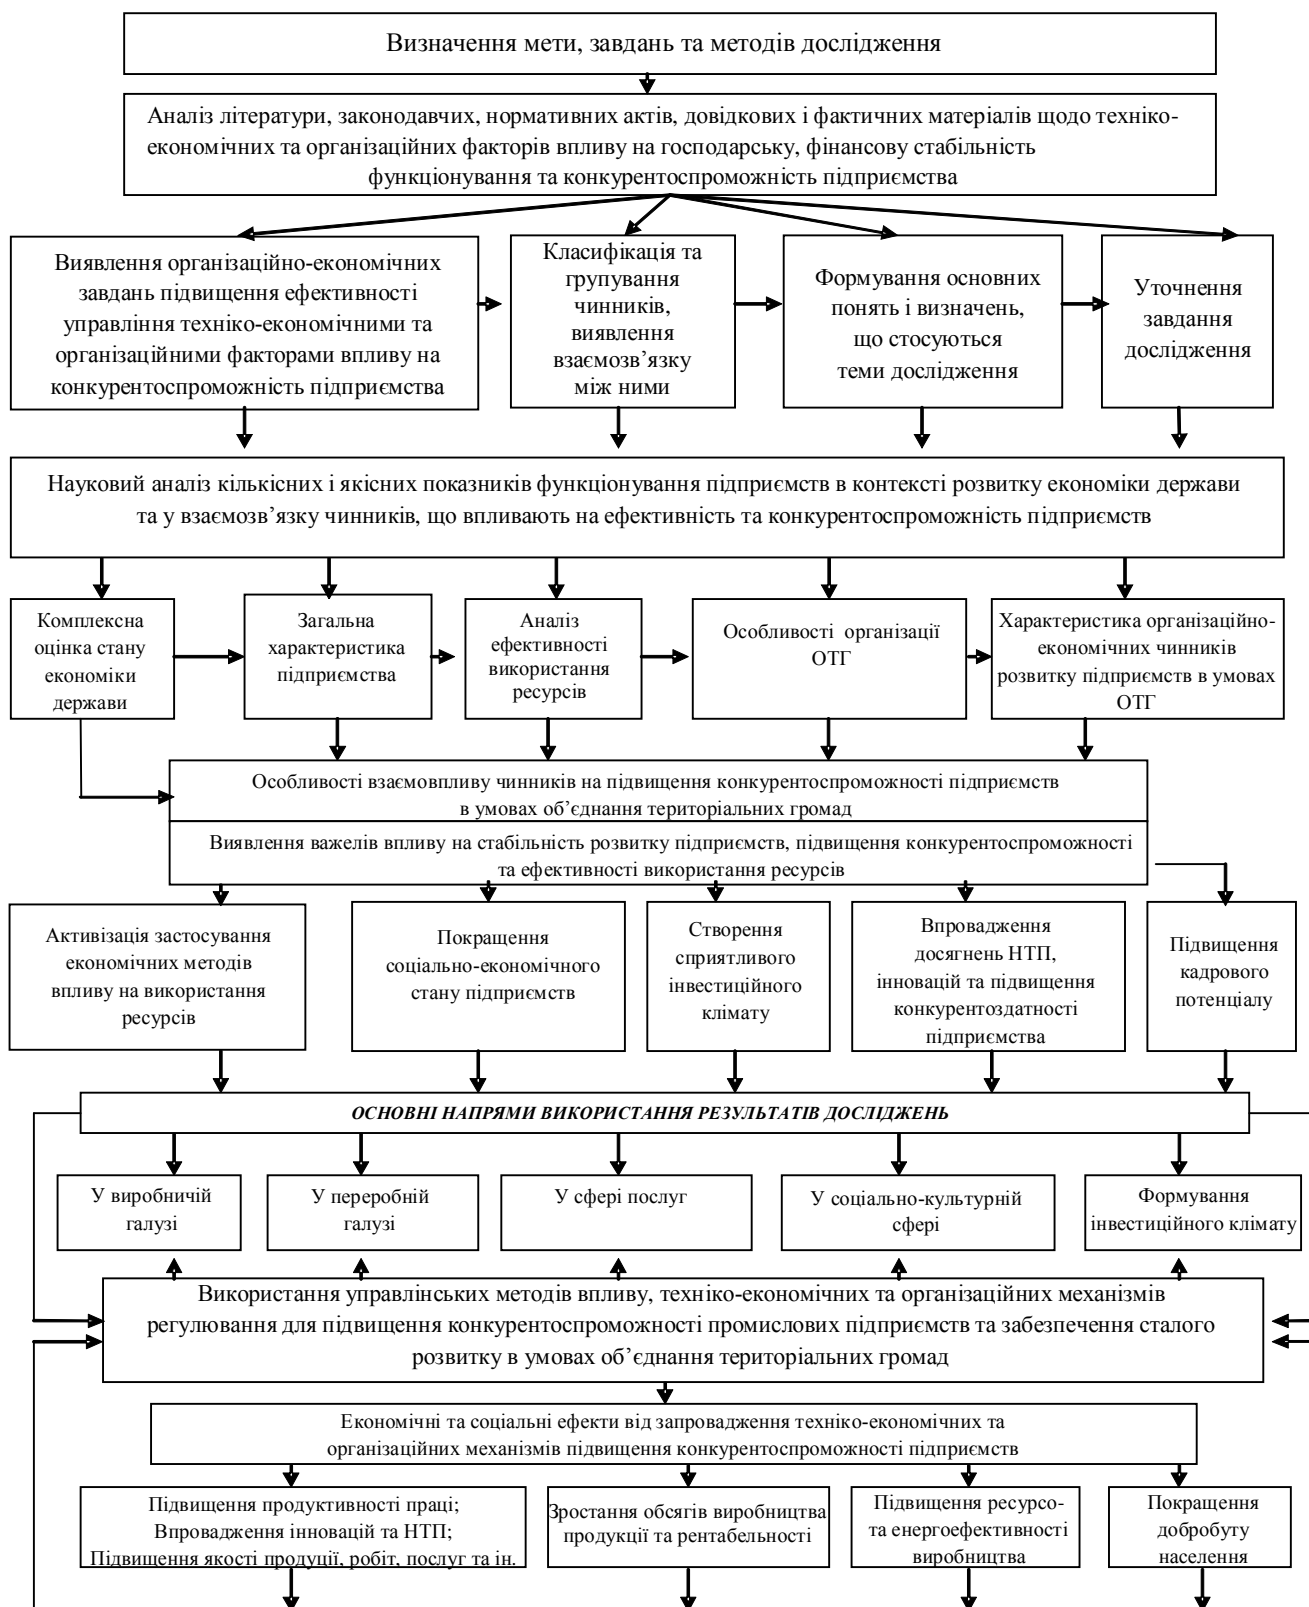 Визначення мети, завдань та методів дослідження
Аналіз літератури, законодавчих, нормативних актів, довідкових і фактичних матеріалів щодо техніко-
економічних та організаційних факторів впливу на господарську, фінансову стабільність
функціонування та конкурентоспроможність підприємства
Виявлення організаційно-економічних
завдань підвищення ефективності
управління техніко-економічними та
організаційними факторами впливу на
конкурентоспроможність підприємства
Класифікація та
групування
чинників,
виявлення
взаємозв’язку
між ними
Формування основних
понять і визначень,
що стосуються
теми дослідження
Уточнення
завдання
дослідження
Науковий аналіз кількісних і якісних показників функціонування підприємств в контексті розвитку економіки держави
та у взаємозв’язку чинників, що впливають на ефективність та конкурентоспроможність підприємств
Комплексна
оцінка стану
економіки
держави
Загальна
характеристика
підприємства
Аналіз
ефективності
використання
ресурсів
Особливості організації
ОТГ
Характеристика організаційно-
економічних чинників
розвитку підприємств в умовах
ОТГ
Особливості взаємовпливу чинників на підвищення конкурентоспроможності підприємств
в умовах об’єднання територіальних громад
Виявлення важелів впливу на стабільність розвитку підприємств, підвищення конкурентоспроможності
та ефективності використання ресурсів
Активізація застосування
економічних методів
впливу на використання
ресурсів
Покращення
соціально-економічного
стану підприємств
Створення
сприятливого
інвестиційного
клімату
Впровадження
досягнень НТП,
інновацій та підвищення
конкурентоздатності
підприємства
Підвищення
кадрового
потенціалу
ОСНОВНІ НАПРЯМИ ВИКОРИСТАННЯ РЕЗУЛЬТАТІВ ДОСЛІДЖЕНЬ
У виробничій
галузі
У переробній
галузі
У сфері послуг
У соціально-культурній
сфері
Формування
інвестиційного клімату
Використання управлінських методів впливу, техніко-економічних та організаційних механізмів
регулювання для підвищення конкурентоспроможності промислових підприємств та забезпечення сталого
розвитку в умовах об’єднання територіальних громад
Економічні та соціальні ефекти від запровадження техніко-економічних та
організаційних механізмів підвищення конкурентоспроможності підприємств
Підвищення продуктивності праці;
Впровадження інновацій та НТП;
Підвищення якості продуції, робіт, послуг та ін.
Зростання обсягів виробництва
продукції та рентабельності
Підвищення ресурсо-
та енергоефективності
виробництва
Покращення
добробуту
населення